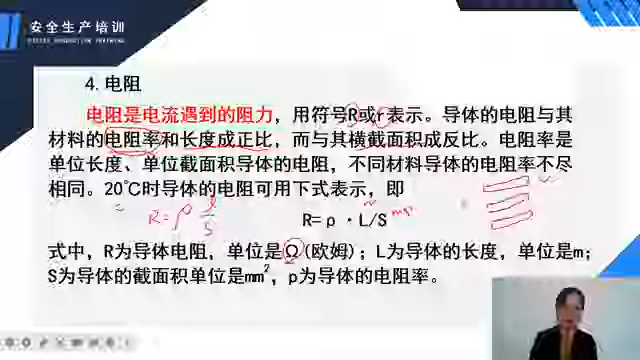 安全生产培训
4.电阻
电阻是电流遇到的阻力，用符号R或r表示。导体的电阻与其
材料的电阻率和长度成正比，而与其横截面积成反比。电阻率是
单位长度、单位截面积导体的电阻，不同材料导体的电阻率不尽
相同。20℃时导体的电阻可用下式表示，即
R=ρ l/S
R=ρ·L/S
式中，R为导体电阻，单位是Ω(欧姆)；L为导体的长度，单位是m；
S为导体的截面积单位是mm²，p为导体的电阻率。